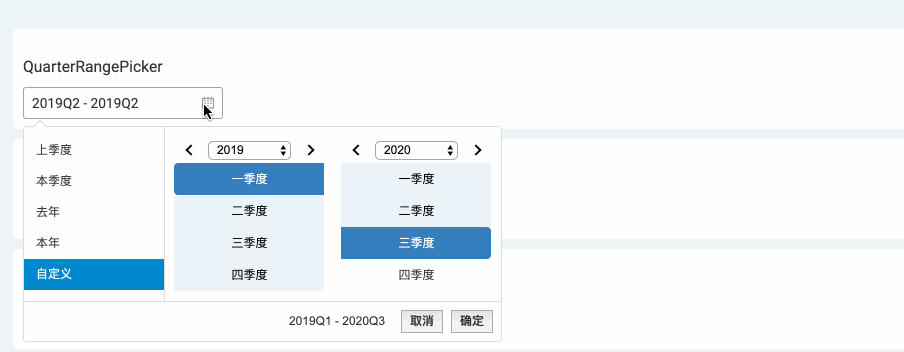 QuarterRangePicker
2019Q2 - 2019Q2
上季度
本季度
去年
本年
自定义
2019
一季度
二季度
三季度
四季度
2020
一季度
二季度
三季度
四季度
2019Q1 - 2020Q3 取消 确定